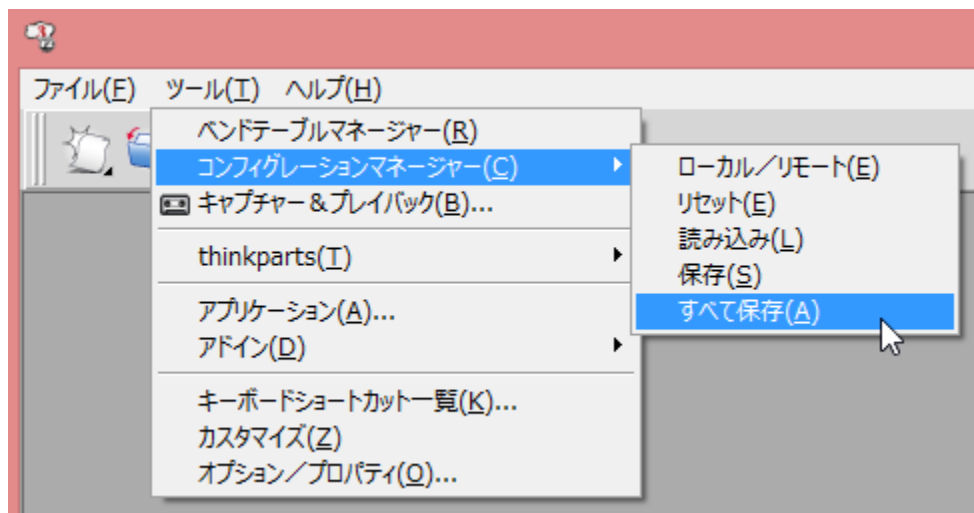 ファイル(F) ツール(T) ヘルプ(H)
ベンドテーブルマネージャー(R)
コンフィグレーションマネージャー(C)
キャプチャー＆プレイバック(B)...
thinkparts(T)
アプリケーション(A)...
アドイン(D)
キーボードショートカット一覧(K)...
カスタマイズ(Z)
オプション／プロパティ(O)...
ローカル／リモート(E)
リセット(E)
読み込み(L)
保存(S)
すべて保存(A)